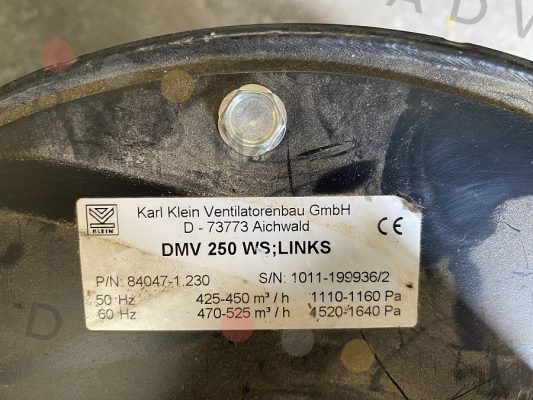 Karl Klein Ventilatorenbau GmbH
D - 73773 Aichwald
KLEIN
CE
DMV 250 WS;LINKS
P/N: 84047-1.230 S/N: 1011-199936/2
50 Hz 425-450 m³ / h 1110-1160 Pa
60 Hz 470-525 m³ / h 1520-1640 Pa